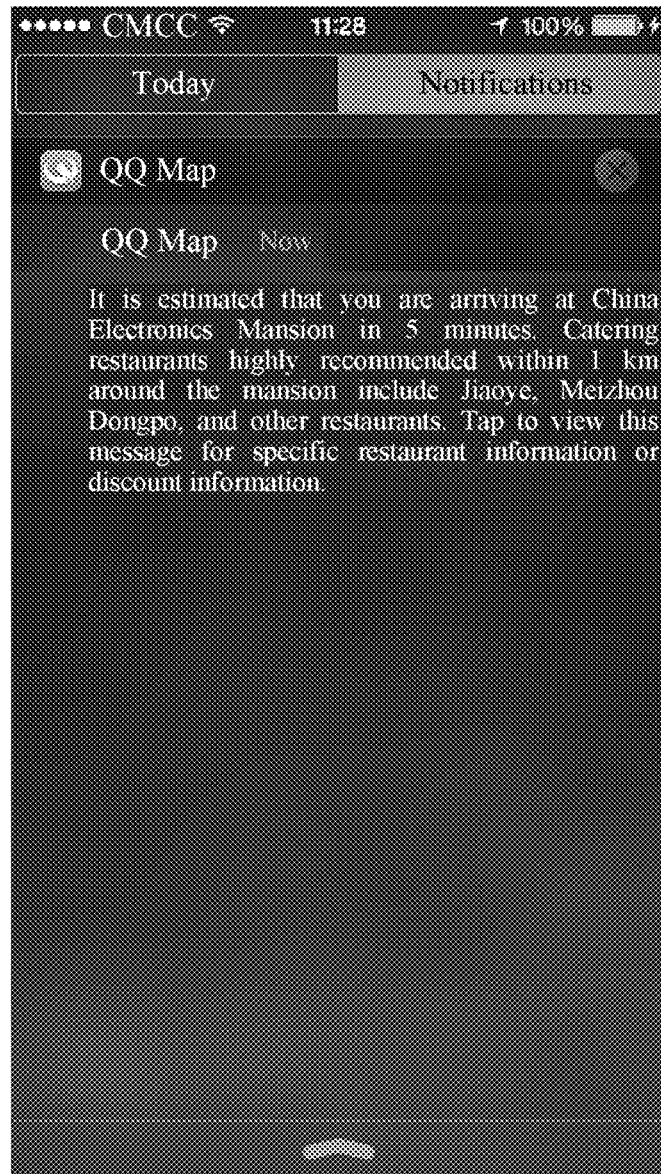 CMCC 11:28 100%
Today Notifications
QQ Map
QQ Map Now
It is estimated that you are arriving at China
Electronics Mansion in 5 minutes. Catering
restaurants highly recommended within 1 km
around the mansion include Jiaoye, Meizhou
Dongpo, and other restaurants. Tap to view this
message for specific restaurant information or
discount information.